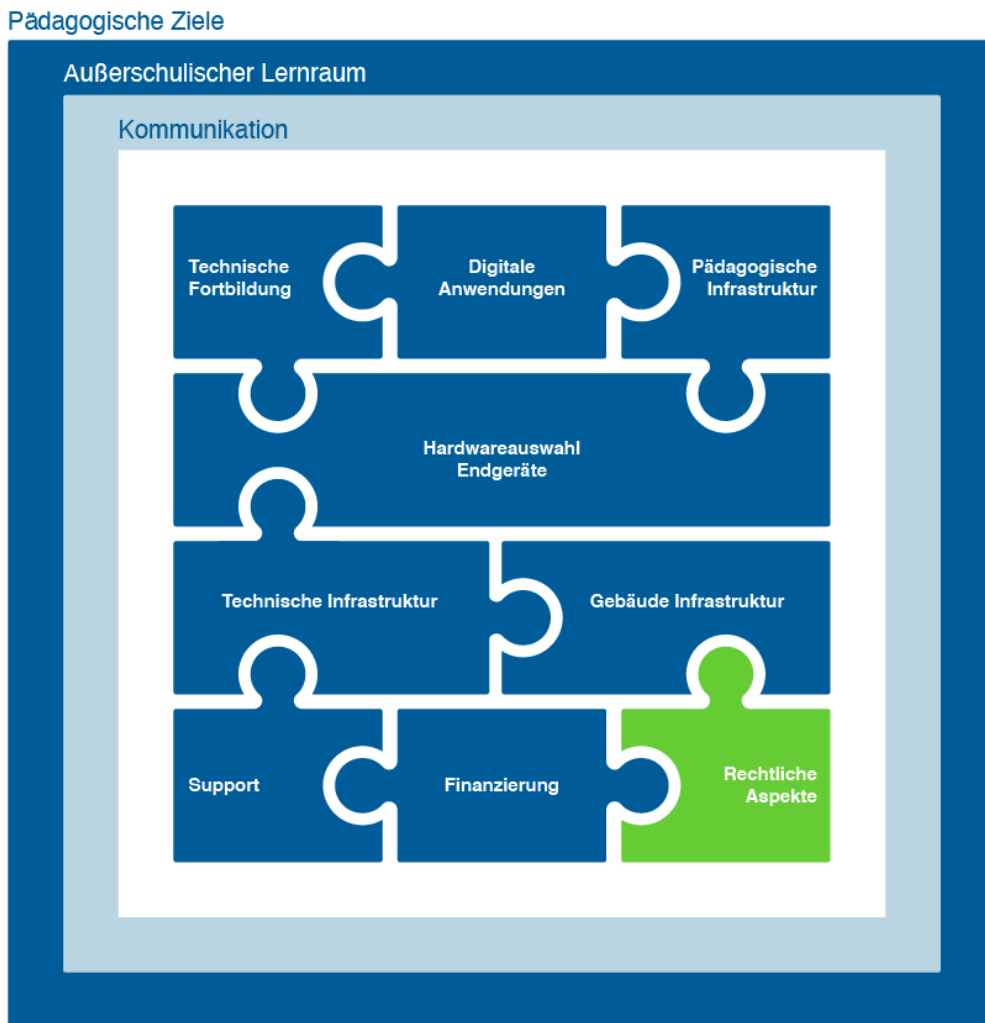 Pädagogische Ziele
Außerschulischer Lernraum
Kommunikation
Technische
Fortbildung
Digitale
Anwendungen
Pädagogische
Infrastruktur
Hardwareauswahl
Endgeräte
Technische Infrastruktur
Gebäude Infrastruktur
Support
Finanzierung
Rechtliche
Aspekte